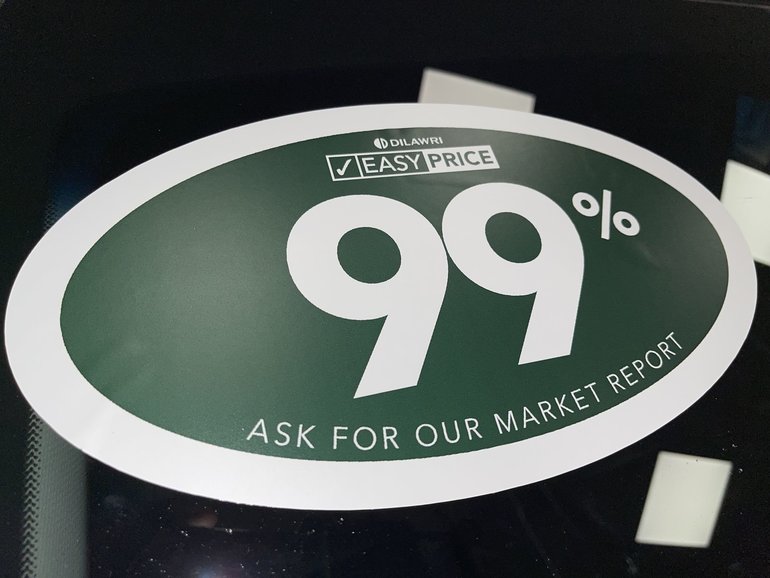 DILAWRI
✓ EASY PRICE
99%
ASK FOR OUR MARKET REPORT